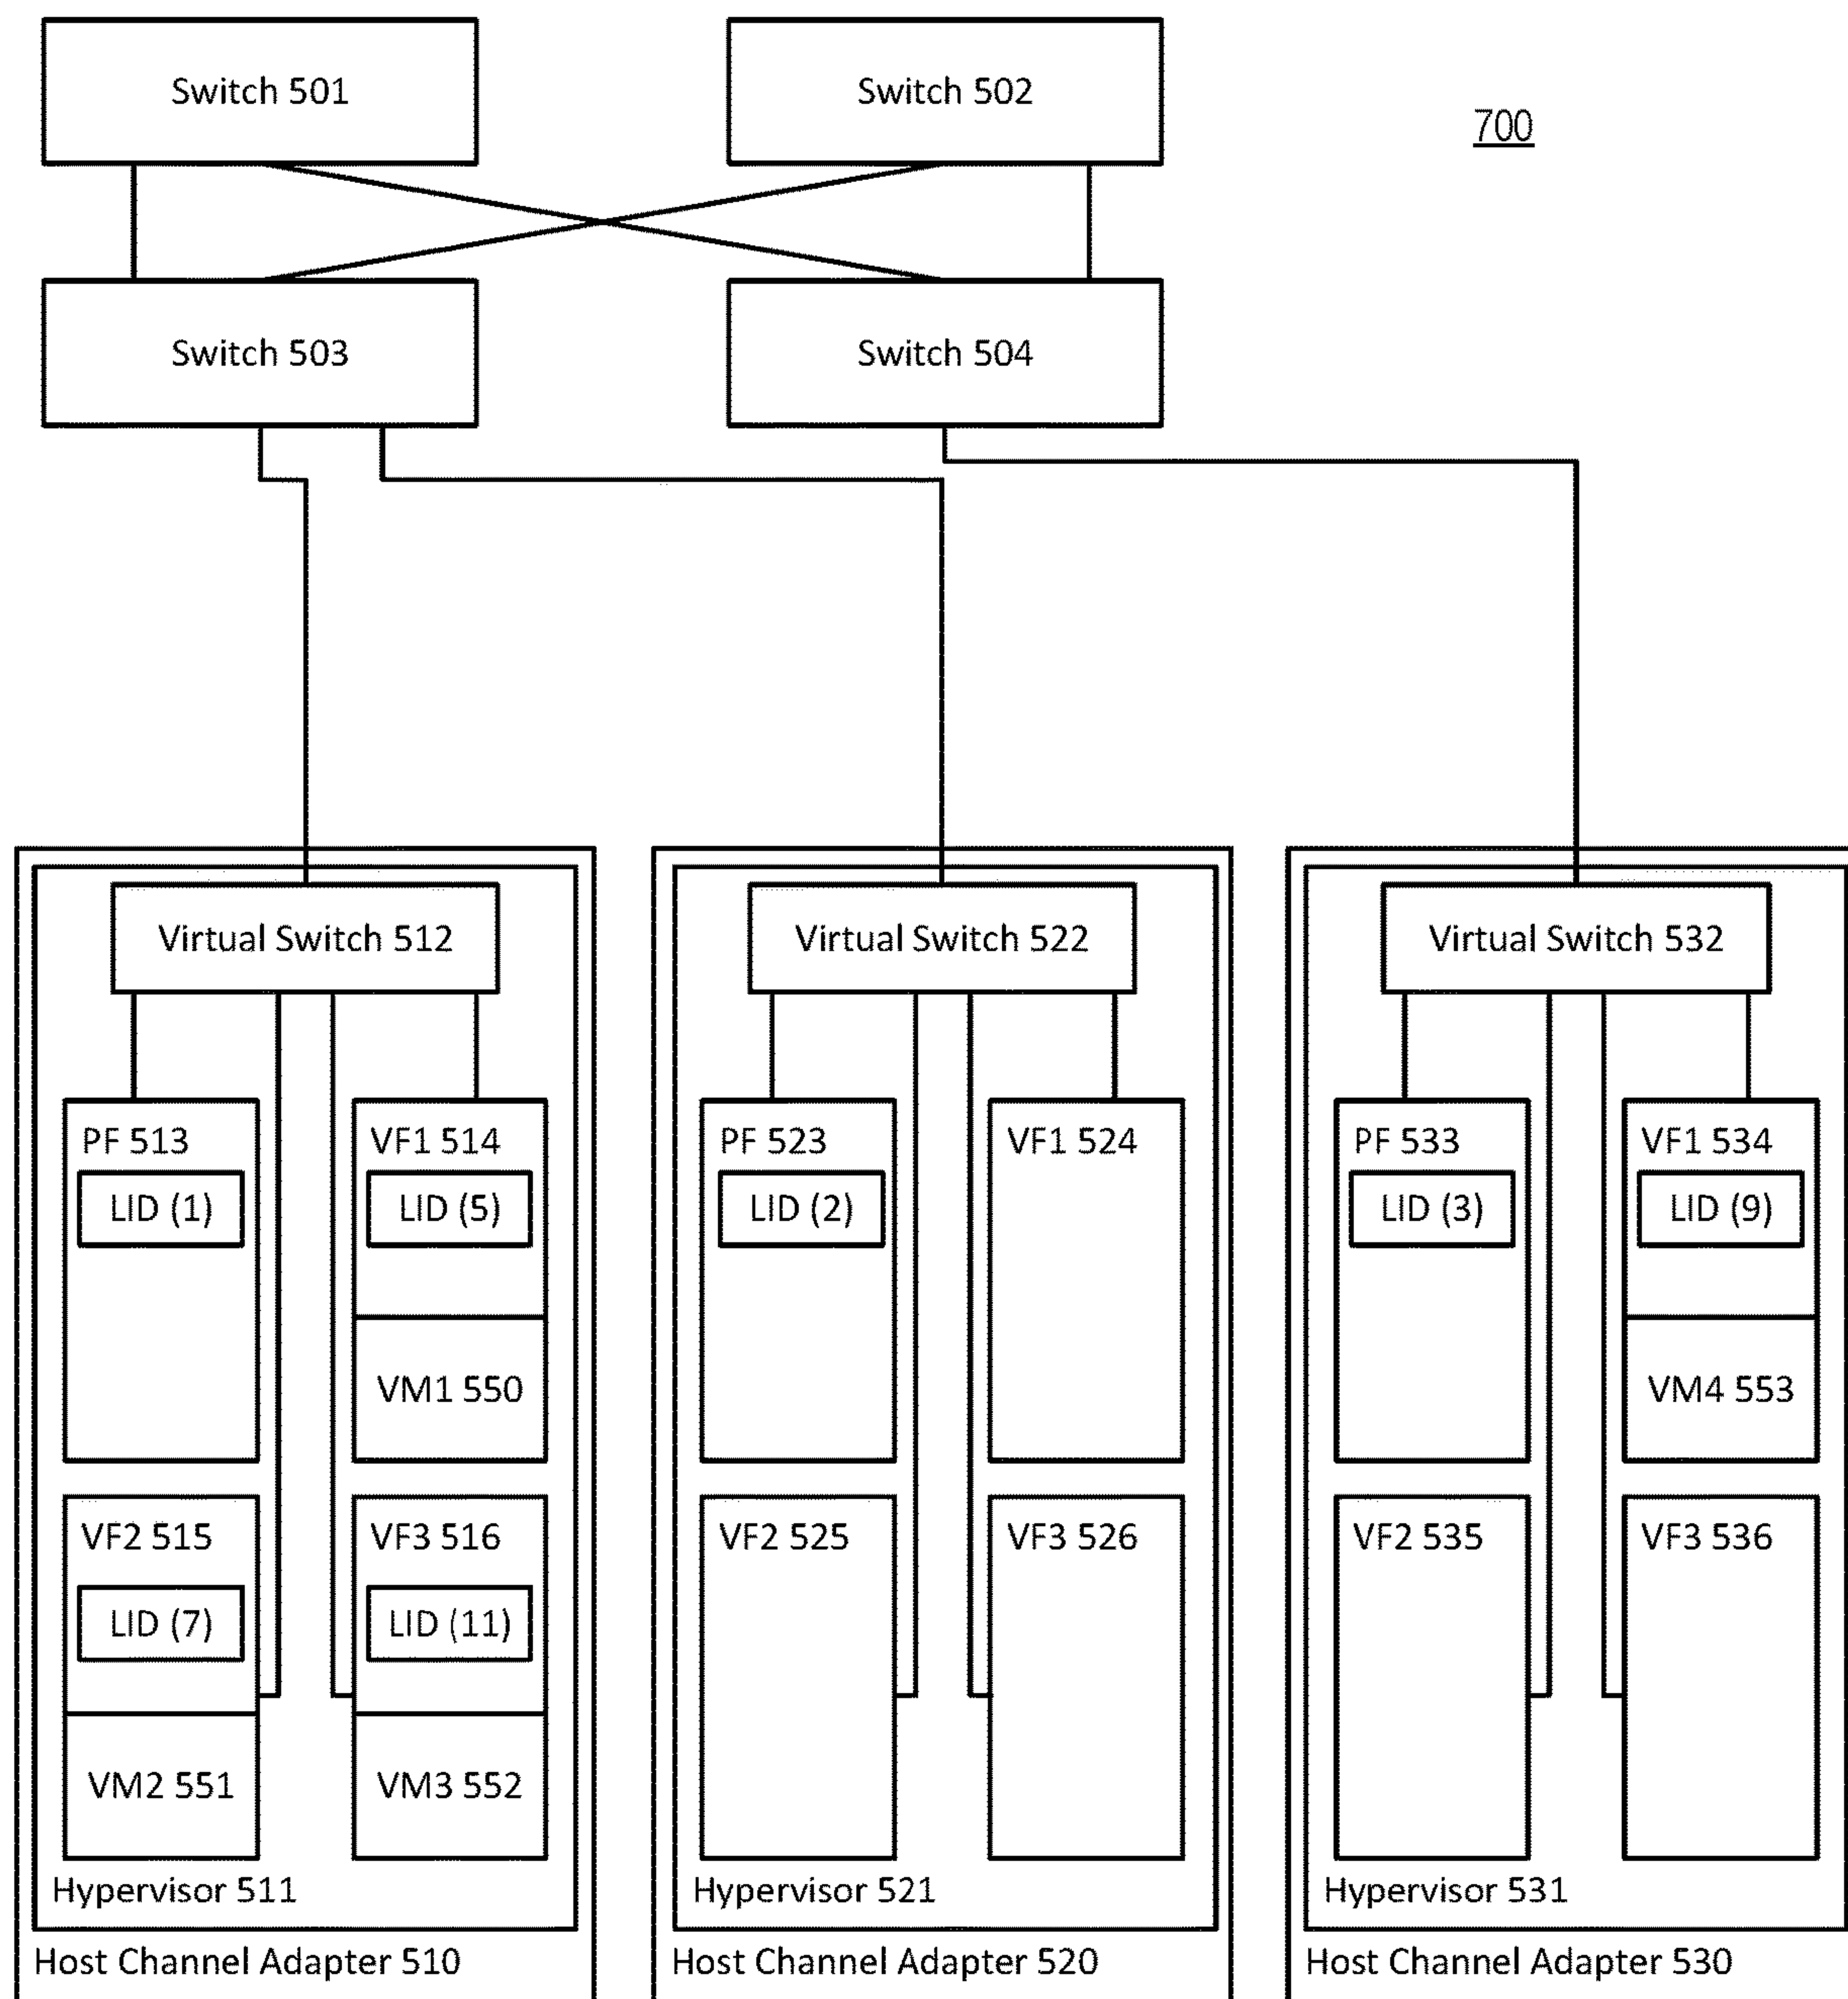 Switch 501
Switch 502
700
Switch 503
Switch 504
Virtual Switch 512
PF 513
LID (1)
VF1 514
LID (5)
VM1 550
VF2 515
LID (7)
VM2 551
VF3 516
LID (11)
VM3 552
Hypervisor 511
Host Channel Adapter 510
Virtual Switch 522
PF 523
LID (2)
VF1 524
VF2 525
VF3 526
Hypervisor 521
Host Channel Adapter 520
Virtual Switch 532
PF 533
LID (3)
VF1 534
LID (9)
VM4 553
VF2 535
VF3 536
Hypervisor 531
Host Channel Adapter 530